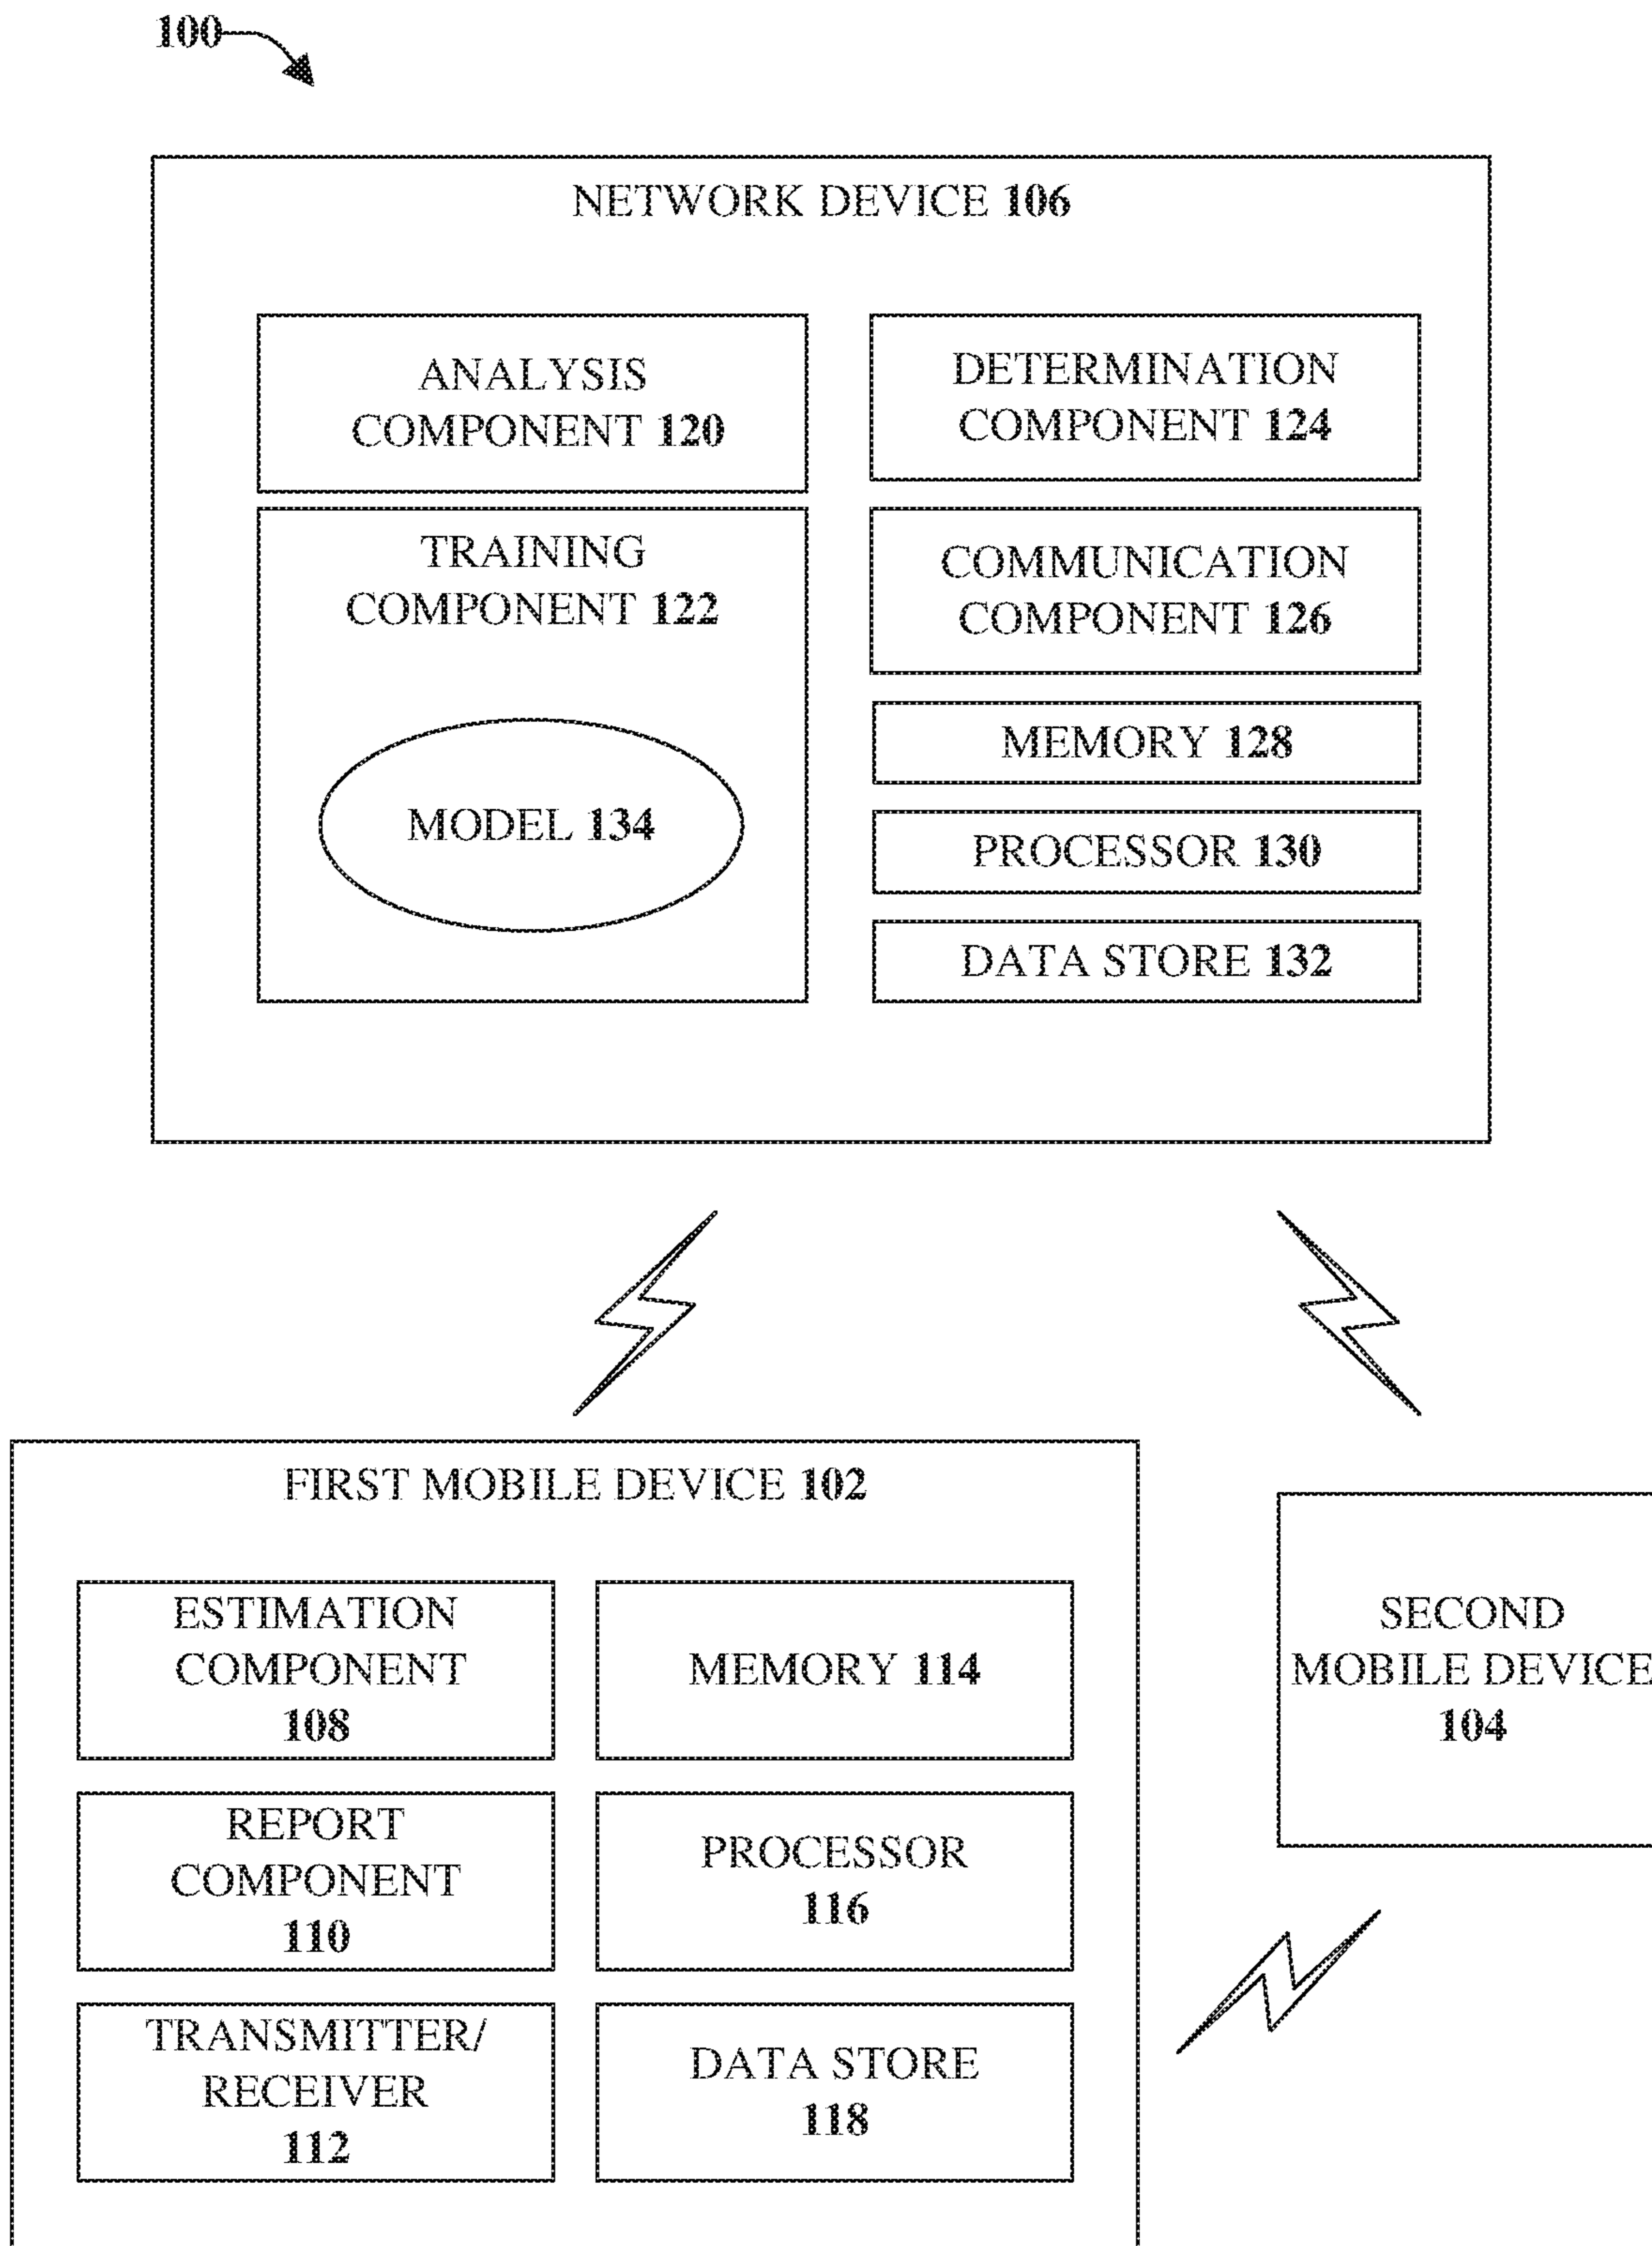 100
NETWORK DEVICE 106
ANALYSIS
COMPONENT 120
TRAINING
COMPONENT 122
MODEL 134
DETERMINATION
COMPONENT 124
COMMUNICATION
COMPONENT 126
MEMORY 128
PROCESSOR 130
DATA STORE 132
FIRST MOBILE DEVICE 102
ESTIMATION
COMPONENT
108
REPORT
COMPONENT
110
TRANSMITTER/
RECEIVER
112
MEMORY 114
PROCESSOR
116
DATA STORE
118
SECOND
MOBILE DEVICE
104